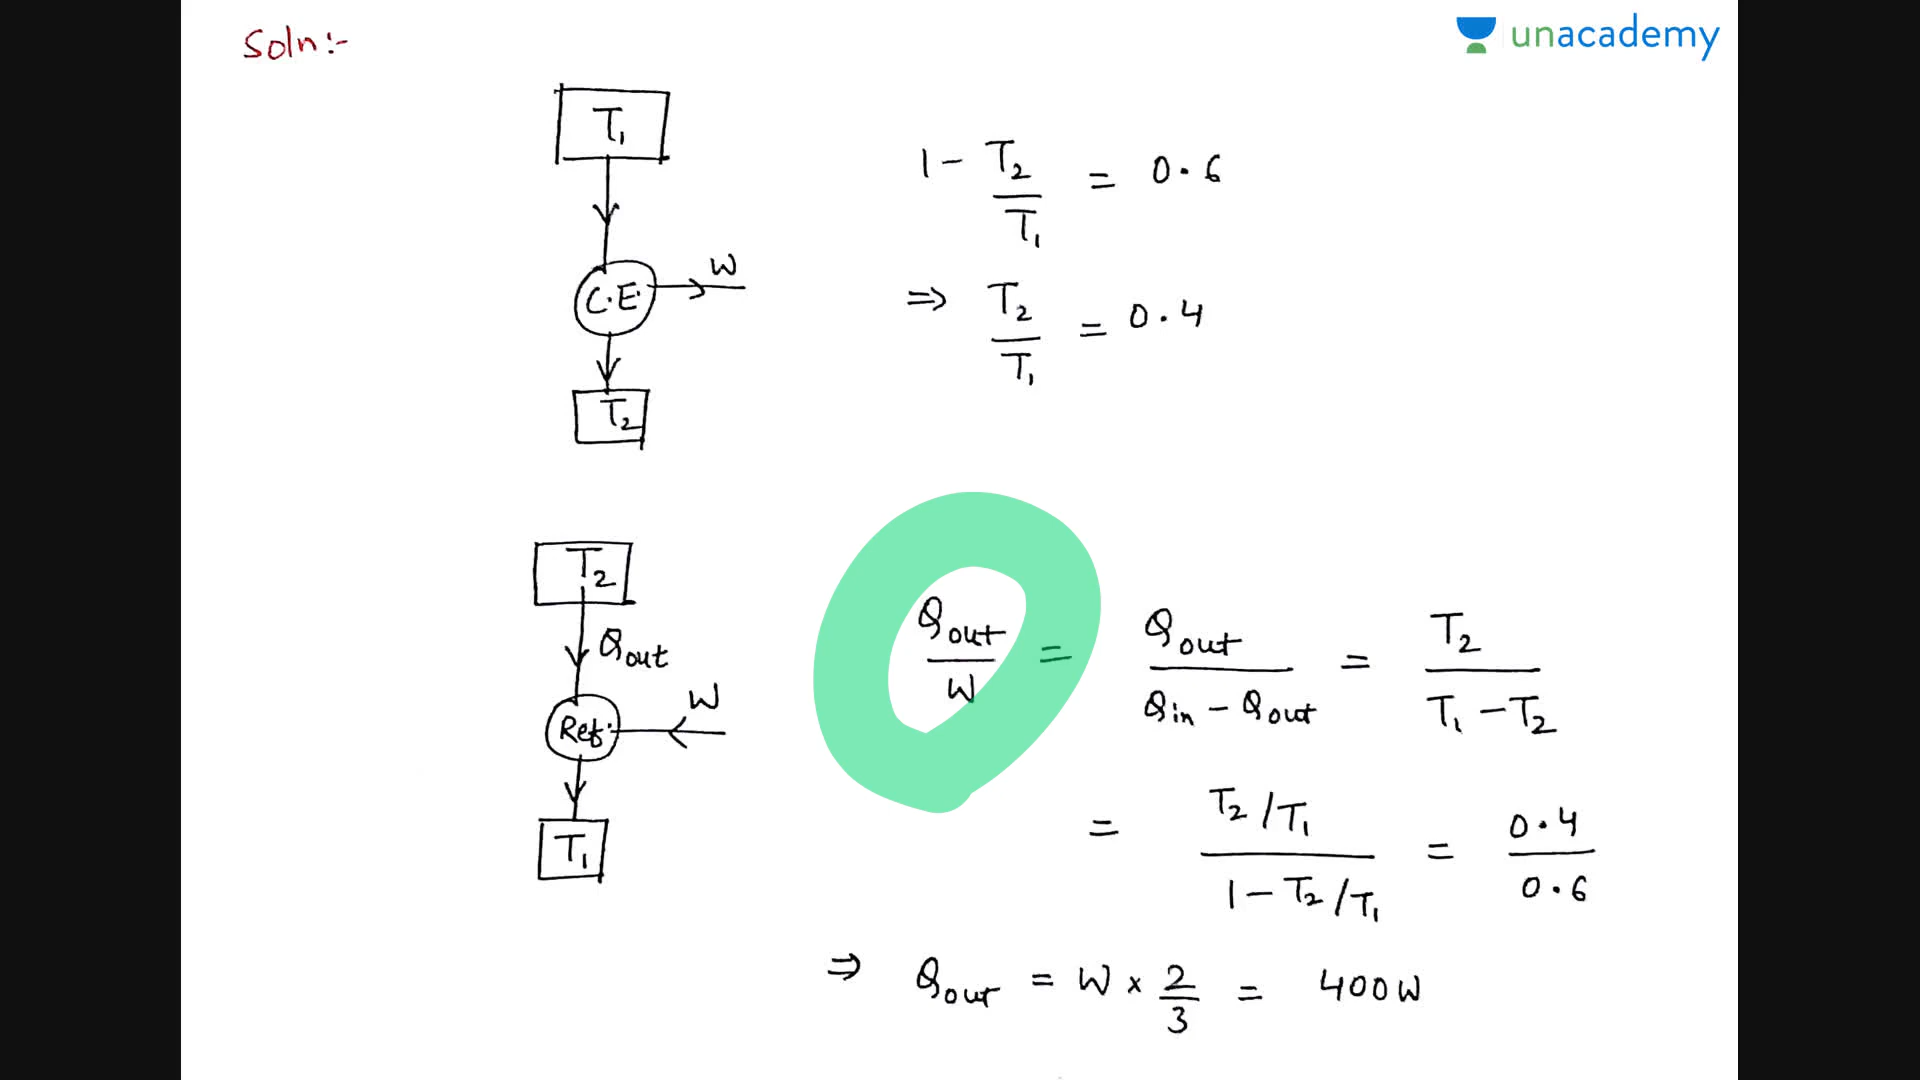 Soln:-
unacademy
T₁
1 - T₂/T₁ = 0.6
W
C.E.
⇒ T₂/T₁ = 0.4
T₂
T₂
Qout
Qout/W = Qout/(Qin - Qout) = T₂/(T₁ - T₂)
W
Ref.
T₁
= (T₂/T₁)/(1 - T₂/T₁) = 0.4/0.6
⇒ Qout = W × 2/3 = 400W